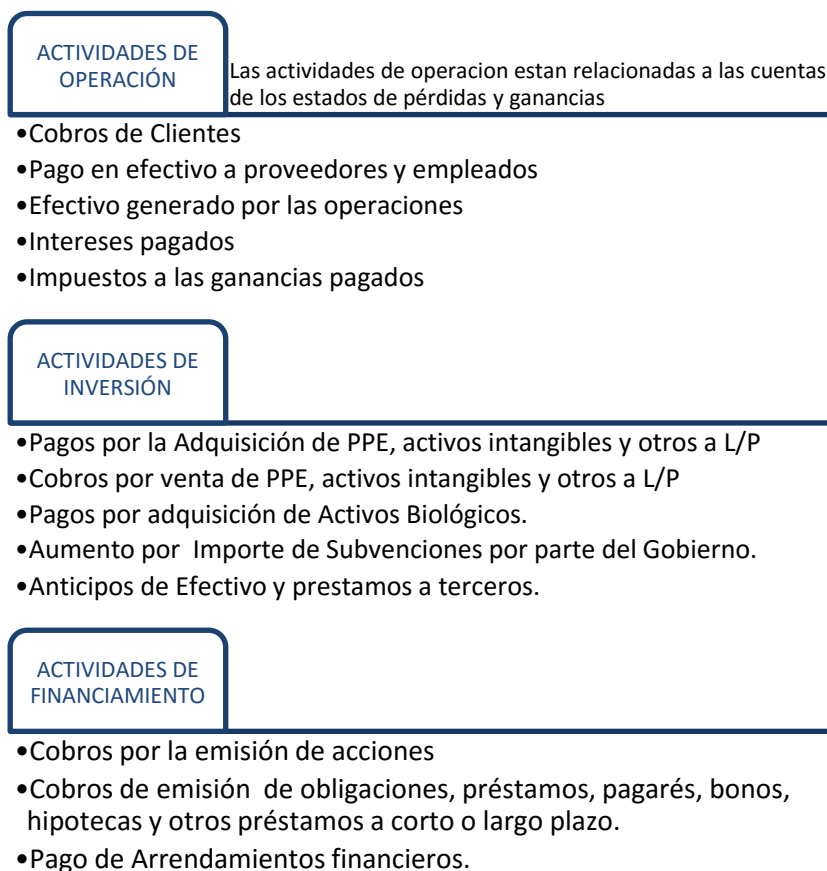 ACTIVIDADES DE
OPERACIÓN
Las actividades de operacion estan relacionadas a las cuentas
de los estados de pérdidas y ganancias
•Cobros de Clientes
•Pago en efectivo a proveedores y empleados
•Efectivo generado por las operaciones
•Intereses pagados
•Impuestos a las ganancias pagados
ACTIVIDADES DE
INVERSIÓN
•Pagos por la Adquisición de PPE, activos intangibles y otros a L/P
•Cobros por venta de PPE, activos intangibles y otros a L/P
•Pagos por adquisición de Activos Biológicos.
•Aumento por Importe de Subvenciones por parte del Gobierno.
•Anticipos de Efectivo y prestamos a terceros.
ACTIVIDADES DE
FINANCIAMIENTO
•Cobros por la emisión de acciones
•Cobros de emisión de obligaciones, préstamos, pagarés, bonos,
hipotecas y otros préstamos a corto o largo plazo.
•Pago de Arrendamientos financieros.